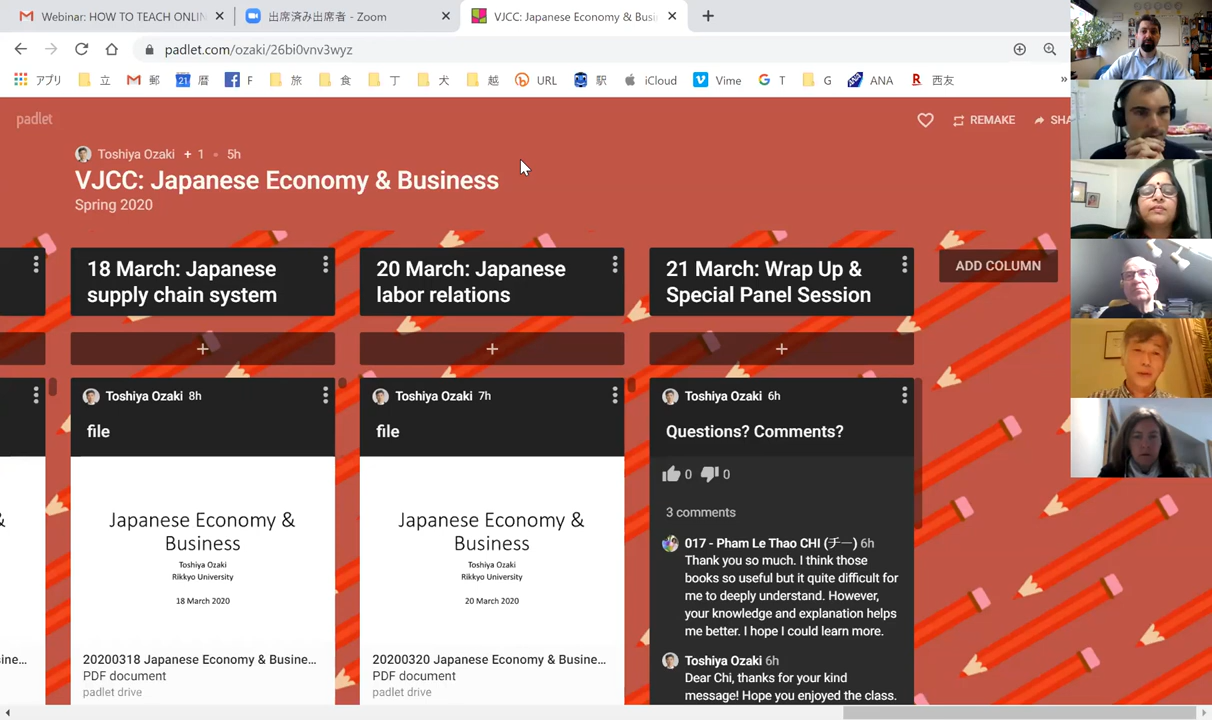 Webinar: HOW TO TEACH ONLIN
出席済み出席者 - Zoom
VJCC: Japanese Economy & Busi
padlet.com/ozaki/26bi0vnv3wyz
アプリ 立 郵 暦 F 旅 食 丁 犬 越 URL 駅 iCloud Vime T G ANA 西友 »
padlet
REMAKE
SHA
Toshiya Ozaki + 1 • 5h
VJCC: Japanese Economy & Business
Spring 2020
18 March: Japanese
supply chain system
20 March: Japanese
labor relations
21 March: Wrap Up &
Special Panel Session
ADD COLUMN
&
ine...
Toshiya Ozaki 8h
file
Japanese Economy &
Business
Toshiya Ozaki
Rikkyo University
18 March 2020
20200318 Japanese Economy & Busine...
PDF document
padlet drive
Toshiya Ozaki 7h
file
Japanese Economy &
Business
Toshiya Ozaki
Rikkyo University
20 March 2020
20200320 Japanese Economy & Busine...
PDF document
padlet drive
Toshiya Ozaki 6h
Questions? Comments?
0 0
3 comments
017 - Pham Le Thao CHI (チー) 6h
Thank you so much. I think those
books so useful but it quite difficult for
me to deeply understand. However,
your knowledge and explanation helps
me better. I hope I could learn more.
Toshiya Ozaki 6h
Dear Chi, thanks for your kind
message! Hope you enjoyed the class.